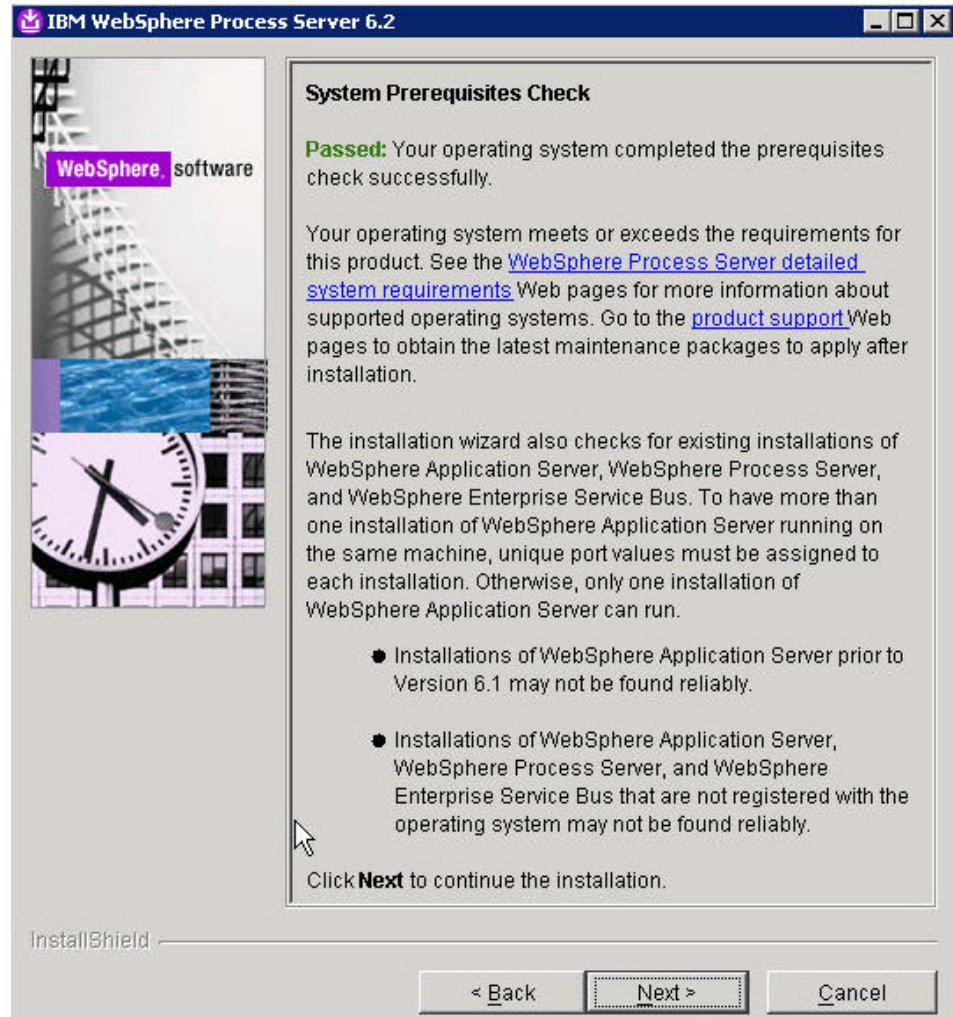 IBM WebSphere Process Server 6.2
WebSphere. software
System Prerequisites Check
Passed: Your operating system completed the prerequisites
check successfully.
Your operating system meets or exceeds the requirements for
this product. See the WebSphere Process Server detailed
system requirements Web pages for more information about
supported operating systems. Go to the product support Web
pages to obtain the latest maintenance packages to apply after
installation.
The installation wizard also checks for existing installations of
WebSphere Application Server, WebSphere Process Server,
and WebSphere Enterprise Service Bus. To have more than
one installation of WebSphere Application Server running on
the same machine, unique port values must be assigned to
each installation. Otherwise, only one installation of
WebSphere Application Server can run.
● Installations of WebSphere Application Server prior to
Version 6.1 may not be found reliably.
● Installations of WebSphere Application Server,
WebSphere Process Server, and WebSphere
Enterprise Service Bus that are not registered with the
operating system may not be found reliably.
Click Next to continue the installation.
InstallShield
< Back Next > Cancel